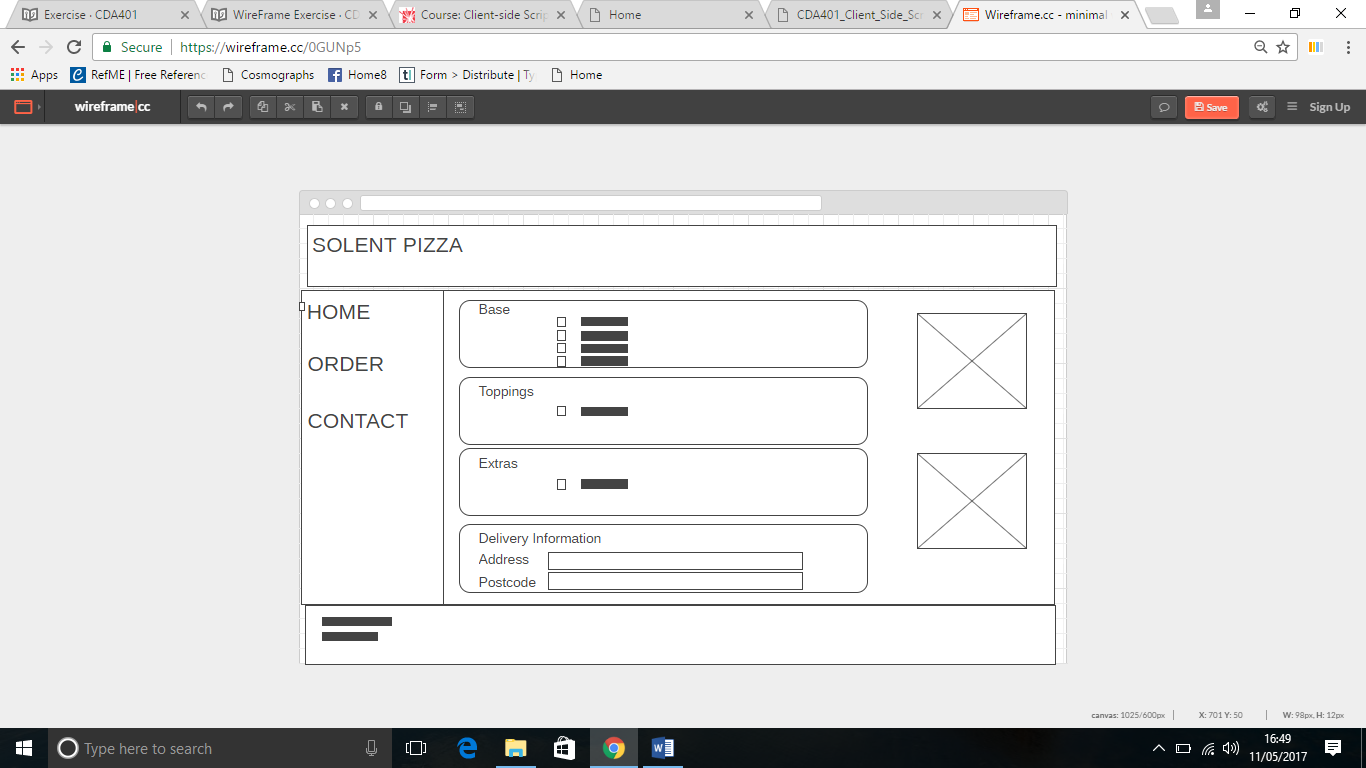 Exercise · CDA401
WireFrame Exercise · CD
Course: Client-side Scrip
Home
CDA401_Client_Side_Scr
Wireframe.cc - minimal
Secure
https://wireframe.cc/0GUNp5
Apps
RefME | Free Referenc
Cosmographs
Home8
Form > Distribute | Ty
Home
wireframe|cc
Save
Sign Up
SOLENT PIZZA
HOME
ORDER
CONTACT
Base
Toppings
Extras
Delivery Information
Address
Postcode
canvas: 1025/600px
X: 701 Y: 50
W: 98px, H: 12px
Type here to search
16:49
11/05/2017